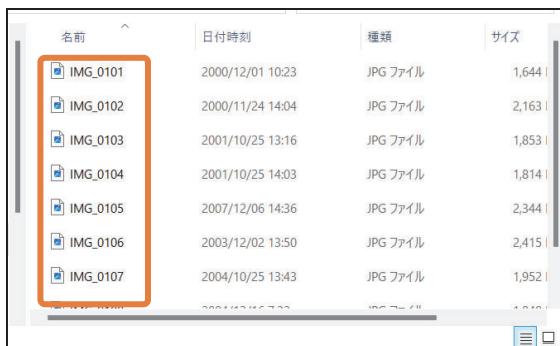 名前 日付時刻 種類 サイズ
IMG_0101 2000/12/01 10:23 JPG ファイル 1,644
IMG_0102 2000/11/24 14:04 JPG ファイル 2,163
IMG_0103 2001/10/25 13:16 JPG ファイル 1,853
IMG_0104 2001/10/25 14:03 JPG ファイル 1,814
IMG_0105 2007/12/06 14:36 JPG ファイル 2,344
IMG_0106 2003/12/02 13:50 JPG ファイル 2,415
IMG_0107 2004/10/25 13:43 JPG ファイル 1,952